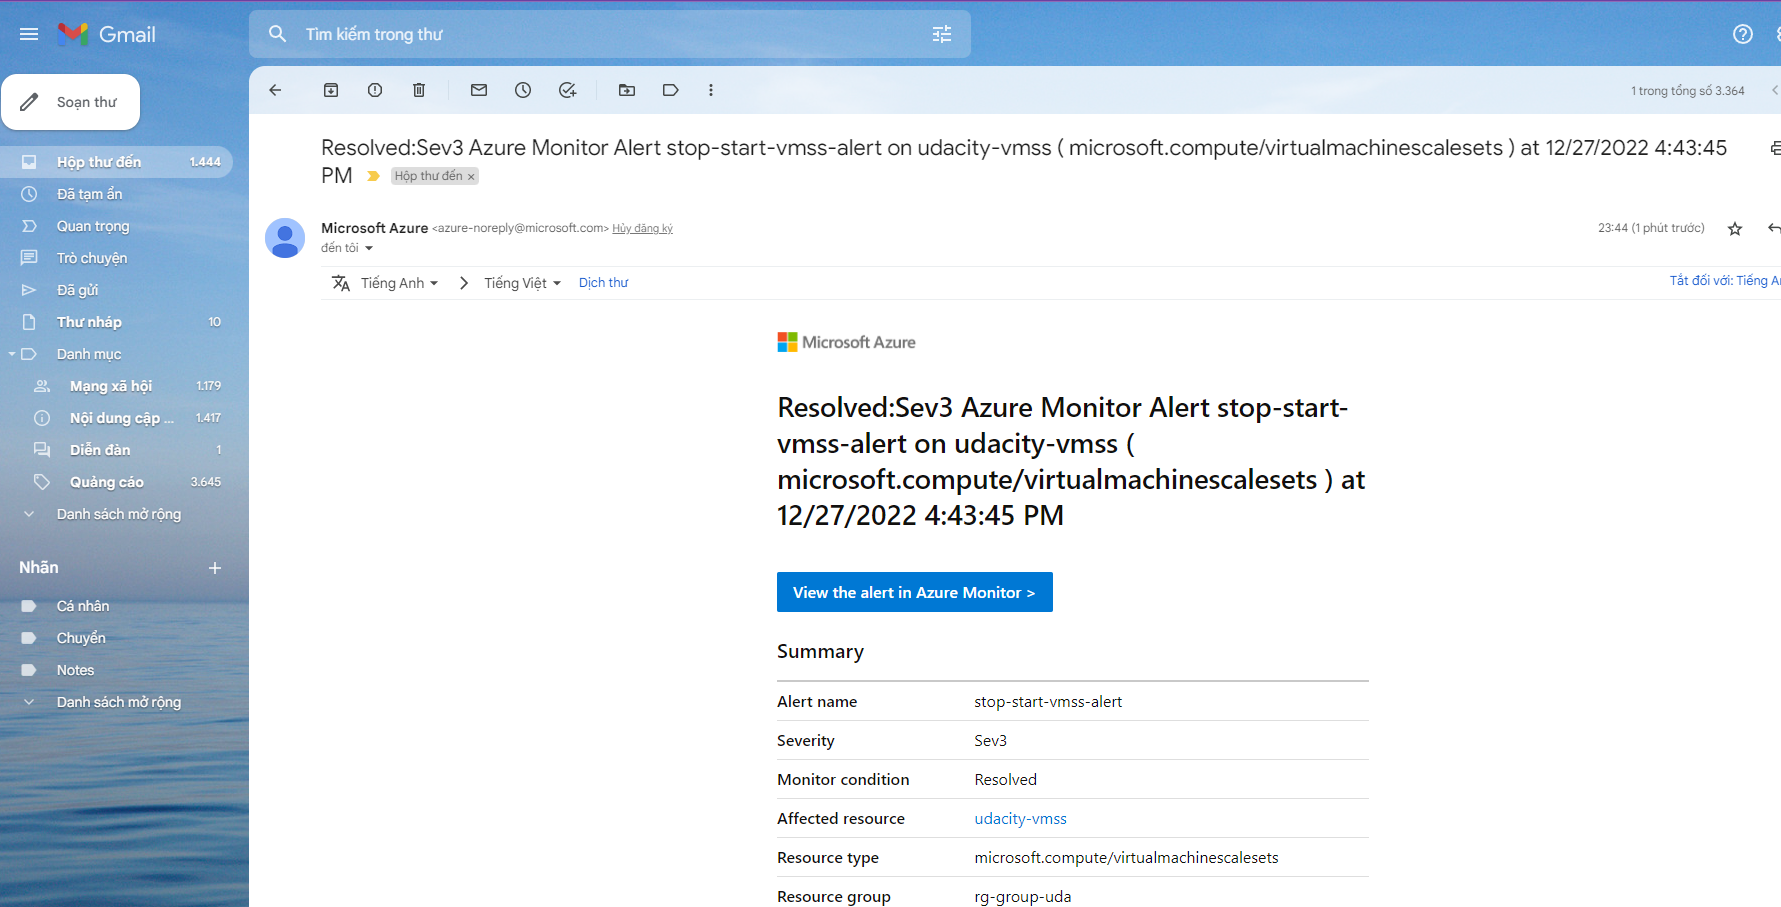 Gmail
Tìm kiếm trong thư
Soạn thư
1 trong tổng số 3.364
Hộp thư đến 1.444
Đã tạm ẩn
Quan trọng
Trò chuyện
Đã gửi
Thư nháp 10
Danh mục
Mạng xã hội 1.179
Nội dung cập ... 1.417
Diễn đàn 1
Quảng cáo 3.645
Danh sách mở rộng
Nhãn
Cá nhân
Chuyển
Notes
Danh sách mở rộng
Resolved:Sev3 Azure Monitor Alert stop-start-vmss-alert on udacity-vmss ( microsoft.compute/virtualmachinescalesets ) at 12/27/2022 4:43:45
PM Hộp thư đến ×
Microsoft Azure <azure-noreply@microsoft.com> Hủy đăng ký 23:44 (1 phút trước)
đến tôi
Tiếng Anh > Tiếng Việt Dịch thư Tắt đối với: Tiếng
Microsoft Azure
Resolved:Sev3 Azure Monitor Alert stop-start-
vmss-alert on udacity-vmss (
microsoft.compute/virtualmachinescalesets ) at
12/27/2022 4:43:45 PM
View the alert in Azure Monitor >
Summary
Alert name stop-start-vmss-alert
Severity Sev3
Monitor condition Resolved
Affected resource udacity-vmss
Resource type microsoft.compute/virtualmachinescalesets
Resource group rg-group-uda